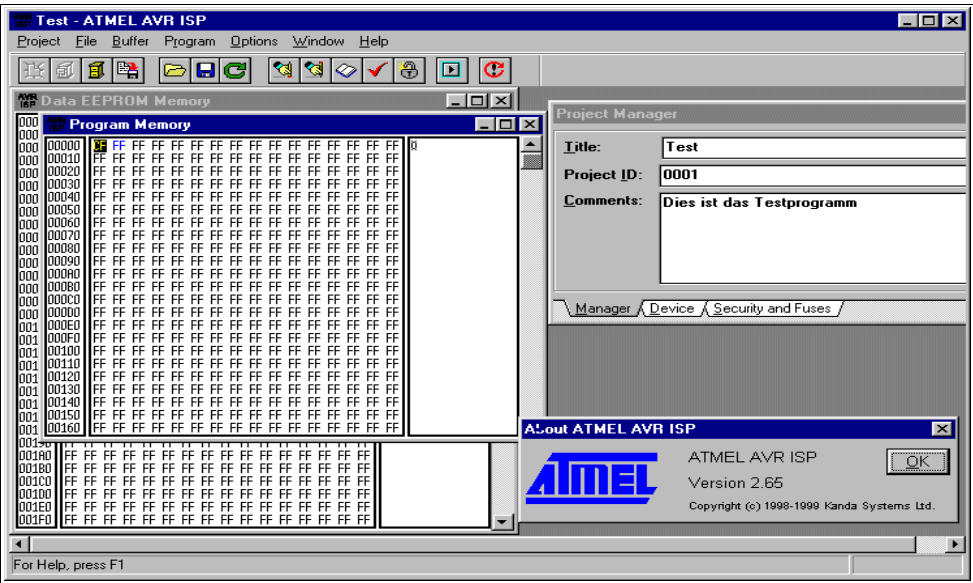 Test - ATMEL AVR ISP
Project File Buffer Program Options Window Help
Data EEPROM Memory
Program Memory
00000 FF FF FF FF FF FF FF FF FF FF FF FF FF FF FF
00010 FF FF FF FF FF FF FF FF FF FF FF FF FF FF FF FF
00020 FF FF FF FF FF FF FF FF FF FF FF FF FF FF FF FF
00030 FF FF FF FF FF FF FF FF FF FF FF FF FF FF FF FF
00040 FF FF FF FF FF FF FF FF FF FF FF FF FF FF FF FF
00050 FF FF FF FF FF FF FF FF FF FF FF FF FF FF FF FF
00060 FF FF FF FF FF FF FF FF FF FF FF FF FF FF FF FF
00070 FF FF FF FF FF FF FF FF FF FF FF FF FF FF FF FF
00080 FF FF FF FF FF FF FF FF FF FF FF FF FF FF FF FF
00090 FF FF FF FF FF FF FF FF FF FF FF FF FF FF FF FF
000A0 FF FF FF FF FF FF FF FF FF FF FF FF FF FF FF FF
000B0 FF FF FF FF FF FF FF FF FF FF FF FF FF FF FF FF
000C0 FF FF FF FF FF FF FF FF FF FF FF FF FF FF FF FF
000D0 FF FF FF FF FF FF FF FF FF FF FF FF FF FF FF FF
000E0 FF FF FF FF FF FF FF FF FF FF FF FF FF FF FF FF
000F0 FF FF FF FF FF FF FF FF FF FF FF FF FF FF FF FF
00100 FF FF FF FF FF FF FF FF FF FF FF FF FF FF FF FF
00110 FF FF FF FF FF FF FF FF FF FF FF FF FF FF FF FF
00120 FF FF FF FF FF FF FF FF FF FF FF FF FF FF FF FF
00130 FF FF FF FF FF FF FF FF FF FF FF FF FF FF FF FF
00140 FF FF FF FF FF FF FF FF FF FF FF FF FF FF FF FF
00150 FF FF FF FF FF FF FF FF FF FF FF FF FF FF FF FF
00160 FF FF FF FF FF FF FF FF FF FF FF FF FF FF FF FF
001A0 FF FF FF FF FF FF FF FF FF FF FF FF FF FF FF FF
001B0 FF FF FF FF FF FF FF FF FF FF FF FF FF FF FF FF
001C0 FF FF FF FF FF FF FF FF FF FF FF FF FF FF FF FF
001D0 FF FF FF FF FF FF FF FF FF FF FF FF FF FF FF FF
001E0 FF FF FF FF FF FF FF FF FF FF FF FF FF FF FF FF
001F0 FF FF FF FF FF FF FF FF FF FF FF FF FF FF FF FF
Project Manager
Title: Test
Project ID: 0001
Comments: Dies ist das Testprogramm
Manager Device Security and Fuses
About ATMEL AVR ISP
ATMEL
ATMEL AVR ISP
OK
Version 2.65
Copyright (c) 1998-1999 Kanda Systems Ltd.
For Help, press F1